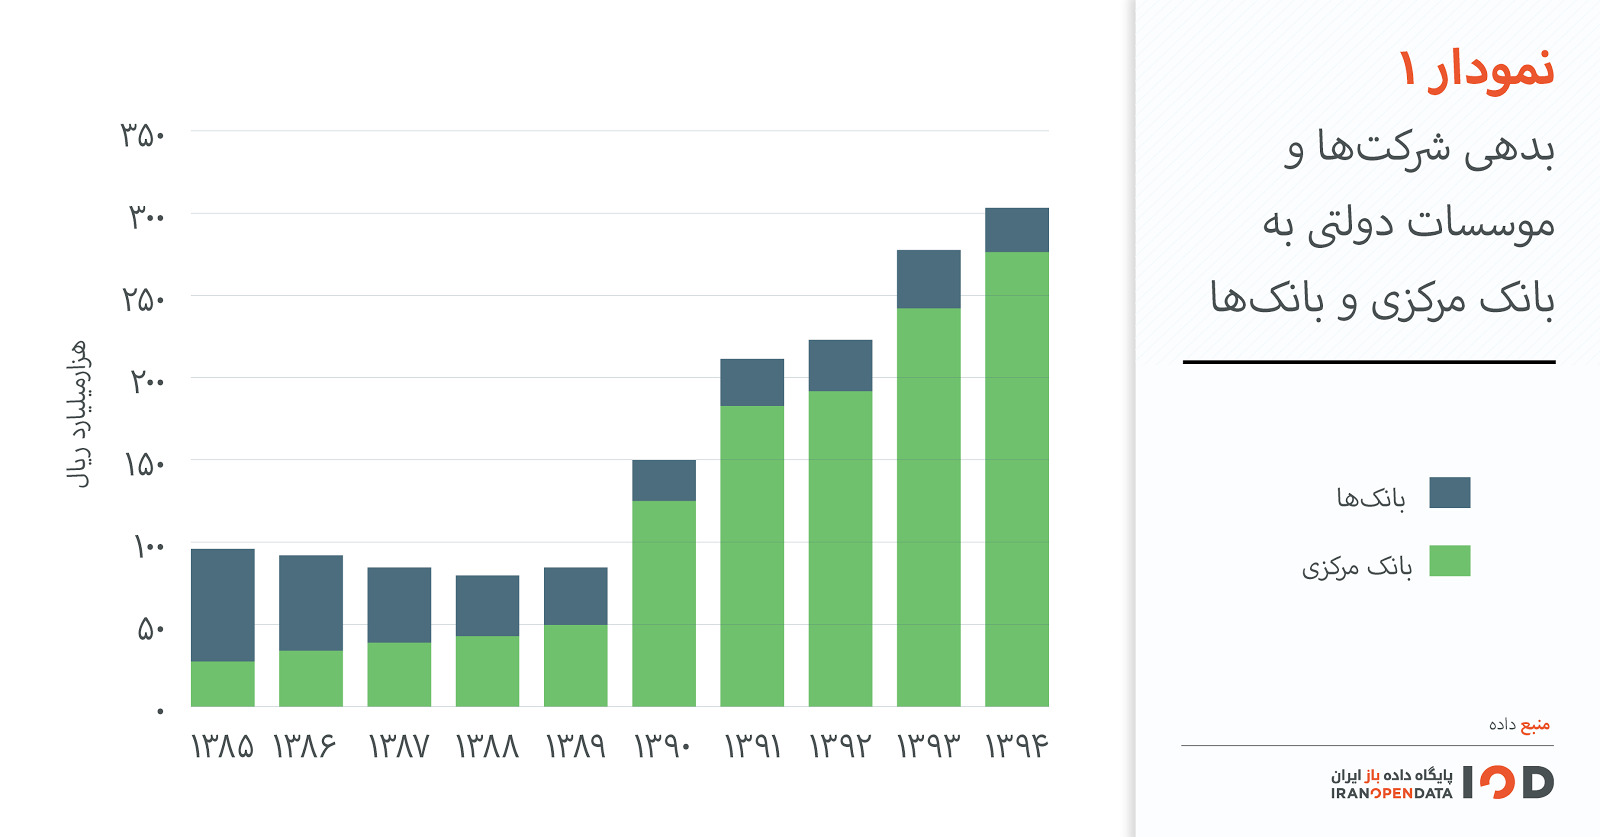 نمودار ۱
بدهی شرکت‌ها و
موسسات دولتی به
بانک مرکزی و بانک‌ها
بانک‌ها
بانک مرکزی
منبع داده
پایگاه داده باز ایران
IRANOPENDATA
IOD
هزارمیلیارد ریال
۳۵۰
۳۰۰
۲۵۰
۲۰۰
۱۵۰
۱۰۰
۵۰
۰
۱۳۸۵ ۱۳۸۶ ۱۳۸۷ ۱۳۸۸ ۱۳۸۹ ۱۳۹۰ ۱۳۹۱ ۱۳۹۲ ۱۳۹۳ ۱۳۹۴